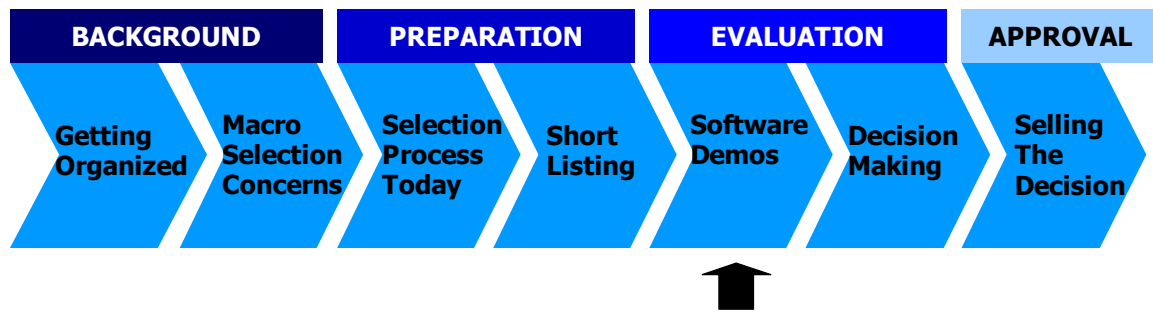 BACKGROUND
PREPARATION
EVALUATION
APPROVAL
Getting
Organized
Macro
Selection
Concerns
Selection
Process
Today
Short
Listing
Software
Demos
Decision
Making
Selling
The
Decision